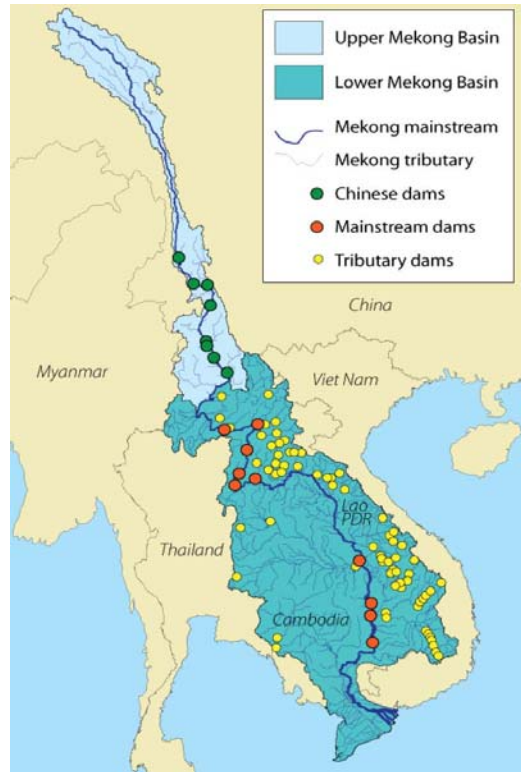 Upper Mekong Basin
Lower Mekong Basin
Mekong mainstream
Mekong tributary
Chinese dams
Mainstream dams
Tributary dams
China
Myanmar
Viet Nam
Lao
PDR
Thailand
Cambodia